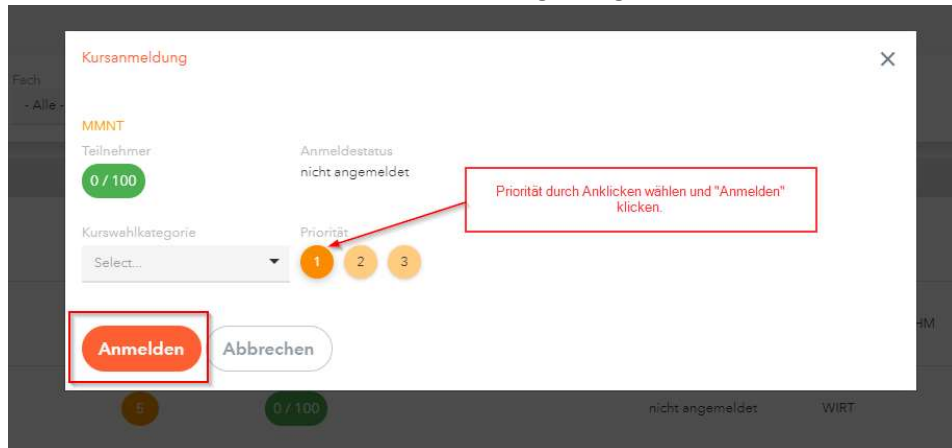 Kursanmeldung
Fach
- Alle -
MMNT
Teilnehmer Anmeldestatus
0 / 100 nicht angemeldet
Priorität durch Anklicken wählen und "Anmelden"
klicken.
Kurswahlkategorie Priorität
Select... 1 2 3
Anmelden Abbrechen
HM
5 0 / 100 nicht angemeldet WIRT